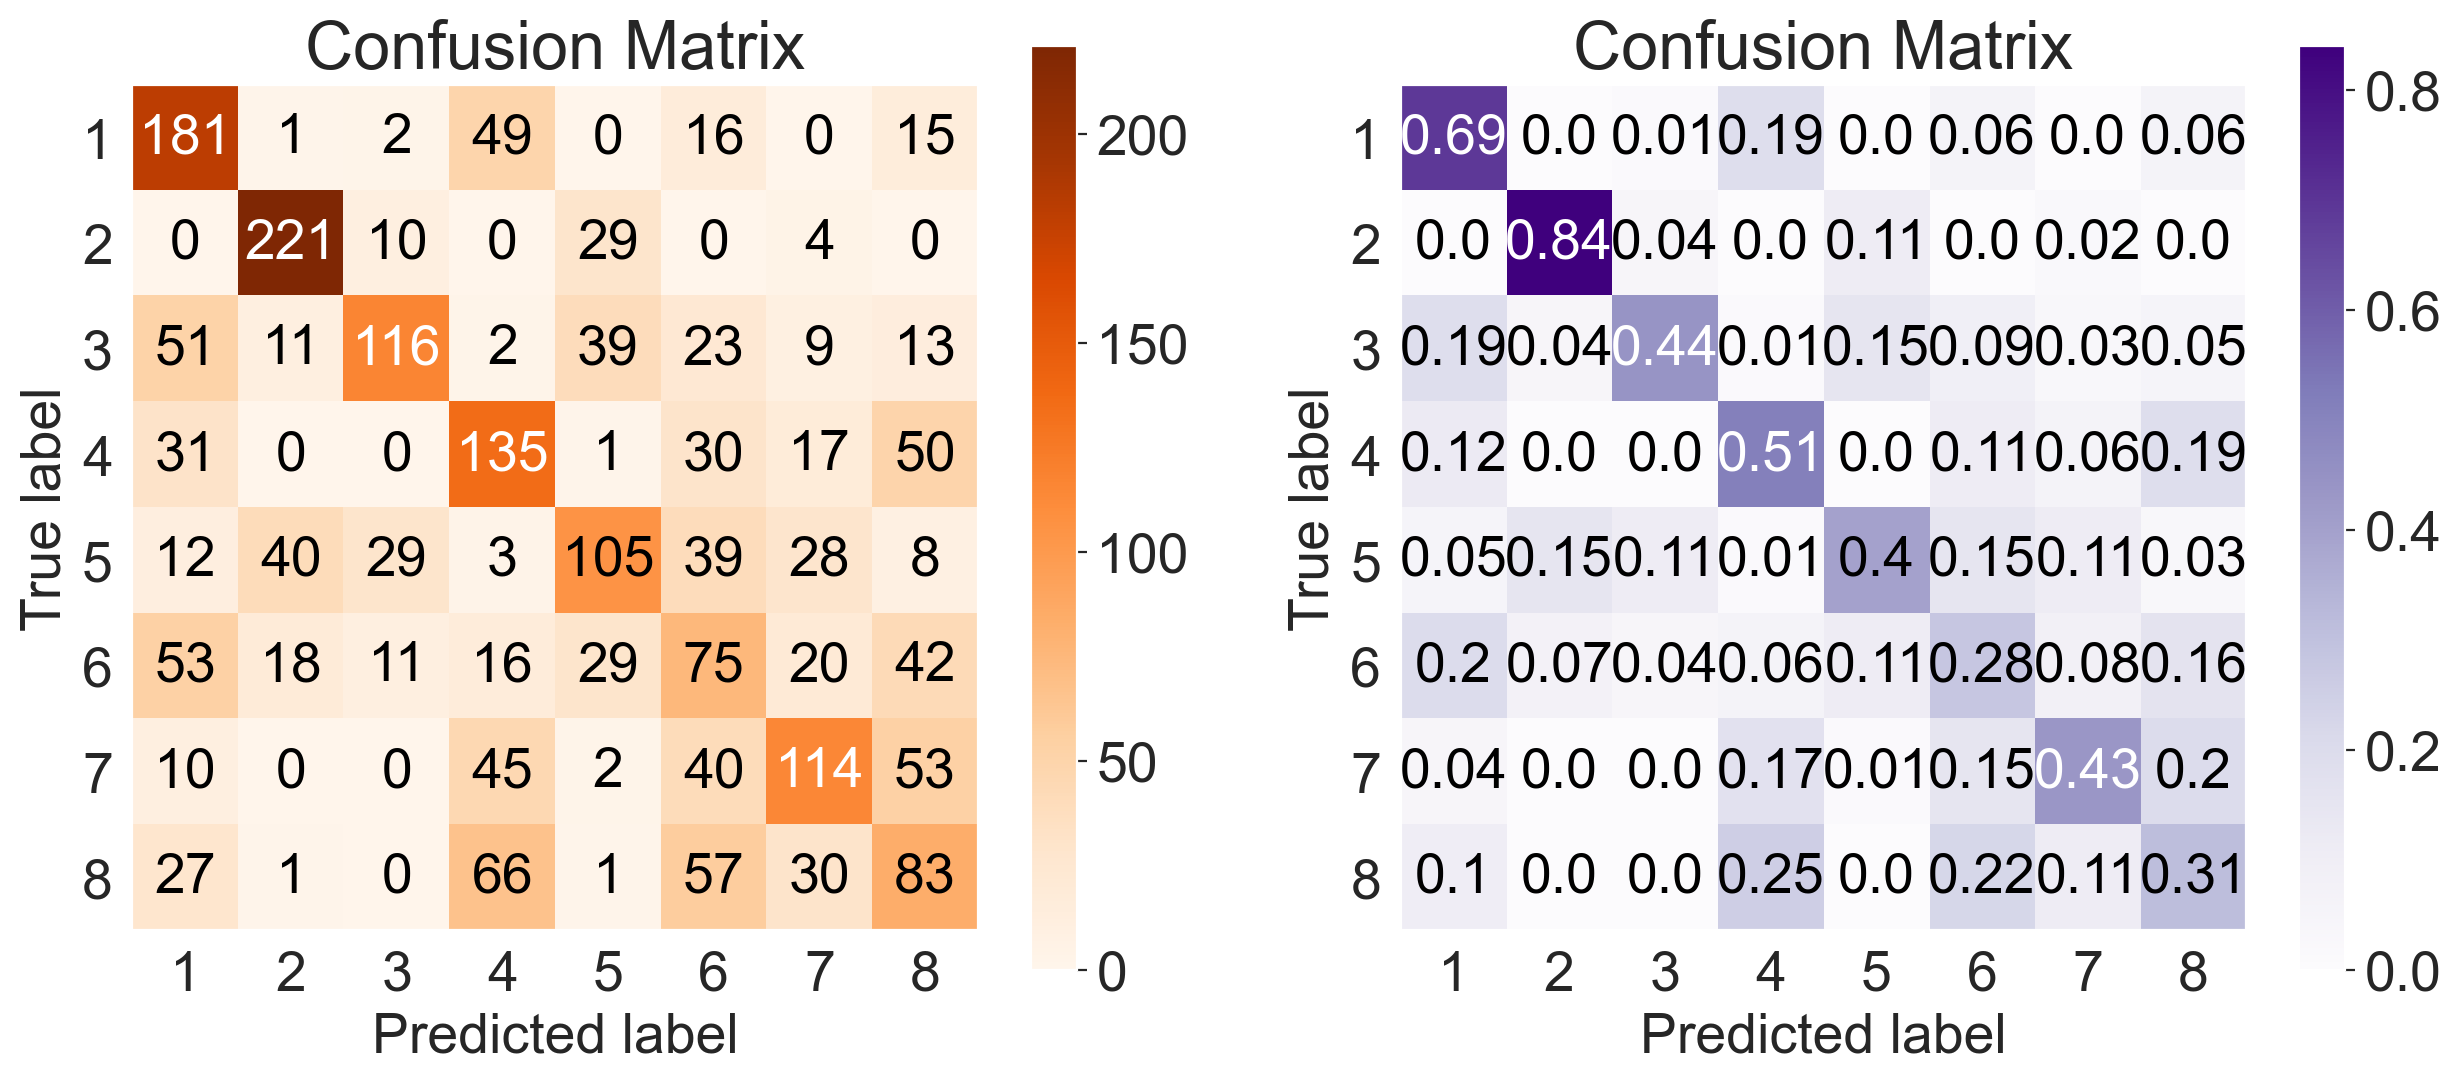 Confusion Matrix
True label
1 181 1 2 49 0 16 0 15
2 0 221 10 0 29 0 4 0
3 51 11 116 2 39 23 9 13
4 31 0 0 135 1 30 17 50
5 12 40 29 3 105 39 28 8
6 53 18 11 16 29 75 20 42
7 10 0 0 45 2 40 114 53
8 27 1 0 66 1 57 30 83
1 2 3 4 5 6 7 8
Predicted label
200
150
100
50
0
Confusion Matrix
True label
1 0.69 0.0 0.01 0.19 0.0 0.06 0.0 0.06
2 0.0 0.84 0.04 0.0 0.11 0.0 0.02 0.0
3 0.19 0.04 0.44 0.01 0.15 0.09 0.03 0.05
4 0.12 0.0 0.0 0.51 0.0 0.11 0.06 0.19
5 0.05 0.15 0.11 0.01 0.4 0.15 0.11 0.03
6 0.2 0.07 0.04 0.06 0.11 0.28 0.08 0.16
7 0.04 0.0 0.0 0.17 0.01 0.15 0.43 0.2
8 0.1 0.0 0.0 0.25 0.0 0.22 0.11 0.31
1 2 3 4 5 6 7 8
Predicted label
0.8
0.6
0.4
0.2
0.0